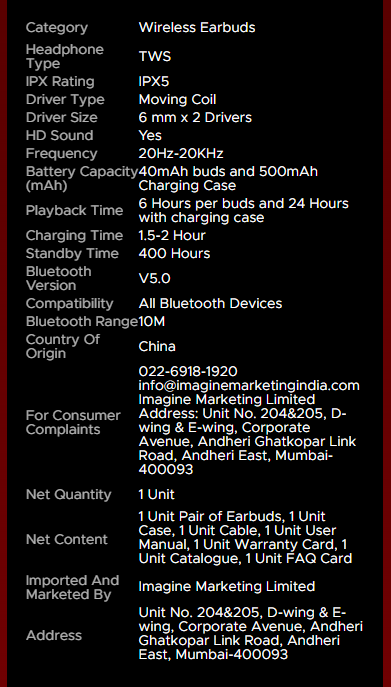 Category Wireless Earbuds
Headphone
Type TWS
IPX Rating IPX5
Driver Type Moving Coil
Driver Size 6 mm x 2 Drivers
HD Sound Yes
Frequency 20Hz-20KHz
Battery Capacity 40mAh buds and 500mAh
(mAh) Charging Case
Playback Time 6 Hours per buds and 24 Hours
with charging case
Charging Time 1.5-2 Hour
Standby Time 400 Hours
Bluetooth
Version V5.0
Compatibility All Bluetooth Devices
Bluetooth Range 10M
Country Of
Origin China
For Consumer
Complaints
022-6918-1920
info@imaginemarketingindia.com
Imagine Marketing Limited
Address: Unit No. 204&205, D-
wing & E-wing, Corporate
Avenue, Andheri Ghatkopar Link
Road, Andheri East, Mumbai-
400093
Net Quantity 1 Unit
Net Content
1 Unit Pair of Earbuds, 1 Unit
Case, 1 Unit Cable, 1 Unit User
Manual, 1 Unit Warranty Card, 1
Unit Catalogue, 1 Unit FAQ Card
Imported And
Marketed By Imagine Marketing Limited
Address
Unit No. 204&205, D-wing & E-
wing, Corporate Avenue, Andheri
Ghatkopar Link Road, Andheri
East, Mumbai-400093